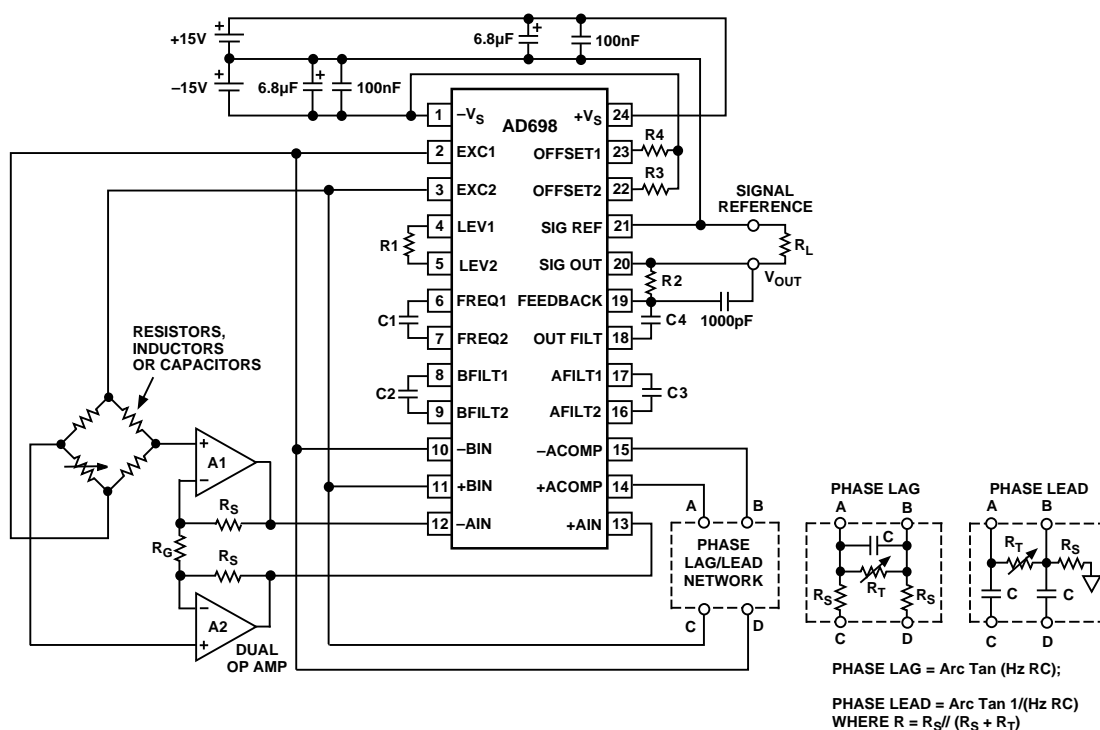 +15V
6.8µF
100nF
–15V
6.8µF
100nF
AD698
1
–VS
2
EXC1
3
EXC2
4
LEV1
R1
5
LEV2
6
FREQ1
C1
7
FREQ2
8
BFILT1
C2
9
BFILT2
10
–BIN
11
+BIN
12
–AIN
+VS
24
R4
OFFSET1
23
R3
OFFSET2
22
SIGNAL
REFERENCE
SIG REF
21
RL
SIG OUT
20
VOUT
R2
FEEDBACK
19
1000pF
C4
OUT FILT
18
AFILT1
17
C3
AFILT2
16
–ACOMP
15
+ACOMP
14
+AIN
13
RESISTORS,
INDUCTORS
OR CAPACITORS
+
A1
–
RS
RG
RS
–
A2
+
DUAL
OP AMP
A
B
PHASE
LAG/LEAD
NETWORK
C
D
PHASE LAG
A
B
C
RS
RT
RS
C
D
PHASE LEAD
A
B
RT
RS
C
C
C
D
PHASE LAG = Arc Tan (Hz RC);
PHASE LEAD = Arc Tan 1/(Hz RC)
WHERE R = RS// (RS + RT)